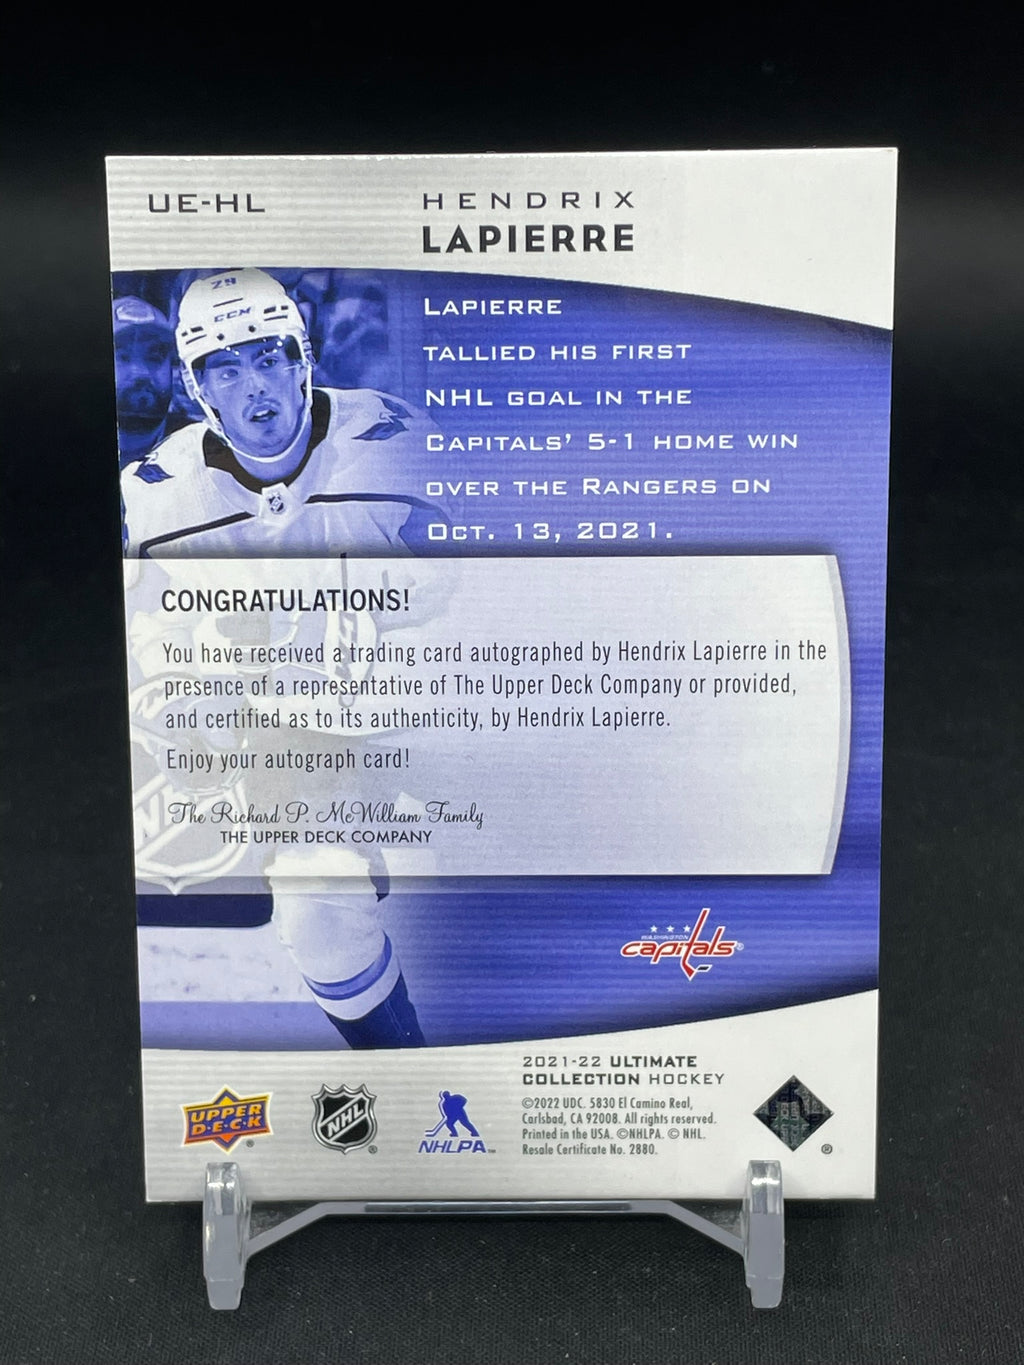 UE-HL
HENDRIX
LAPIERRE
29
CCM
LAPIERRE
TALLIED HIS FIRST
NHL GOAL IN THE
CAPITALS' 5-1 HOME WIN
OVER THE RANGERS ON
OCT. 13, 2021.
CONGRATULATIONS!
You have received a trading card autographed by Hendrix Lapierre in the
presence of a representative of The Upper Deck Company or provided,
and certified as to its authenticity, by Hendrix Lapierre.
Enjoy your autograph card!
The Richard P. McWilliam Family
THE UPPER DECK COMPANY
WASHINGTON
capitals®
2021-22 ULTIMATE
COLLECTION HOCKEY
©2022 UDC. 5830 El Camino Real,
Carlsbad, CA 92008. All rights reserved.
Printed in the USA. ©NHLPA. © NHL.
Resale Certificate No. 2880.
UPPER
D·E·C·K ®
NHL ®
NHLPA™
®